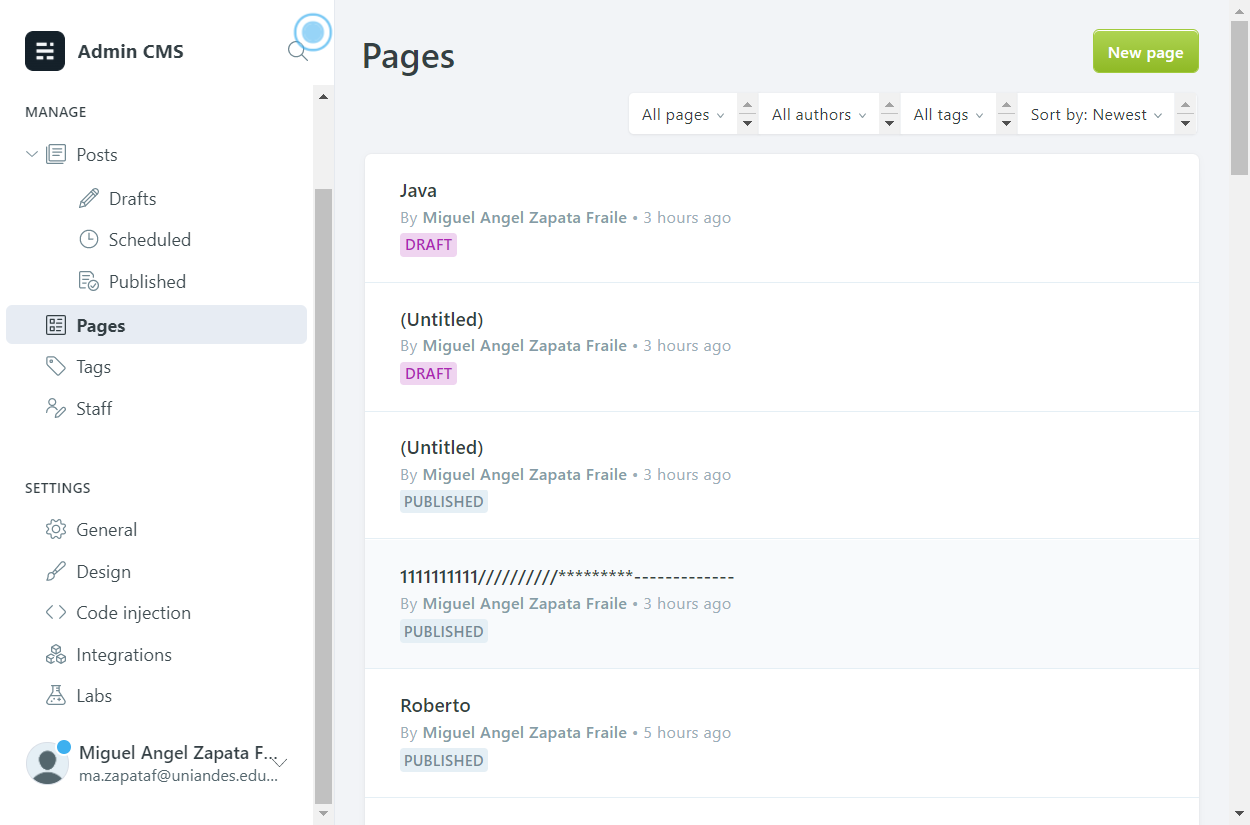 Admin CMS
MANAGE
Posts
Drafts
Scheduled
Published
Pages
Tags
Staff
SETTINGS
General
Design
Code injection
Integrations
Labs
Miguel Angel Zapata F...
ma.zapataf@uniandes.edu...
Pages
New page
All pages
All authors
All tags
Sort by: Newest
Java
By Miguel Angel Zapata Fraile • 3 hours ago
DRAFT
(Untitled)
By Miguel Angel Zapata Fraile • 3 hours ago
DRAFT
(Untitled)
By Miguel Angel Zapata Fraile • 3 hours ago
PUBLISHED
1111111111//////////*********-------------
By Miguel Angel Zapata Fraile • 3 hours ago
PUBLISHED
Roberto
By Miguel Angel Zapata Fraile • 5 hours ago
PUBLISHED